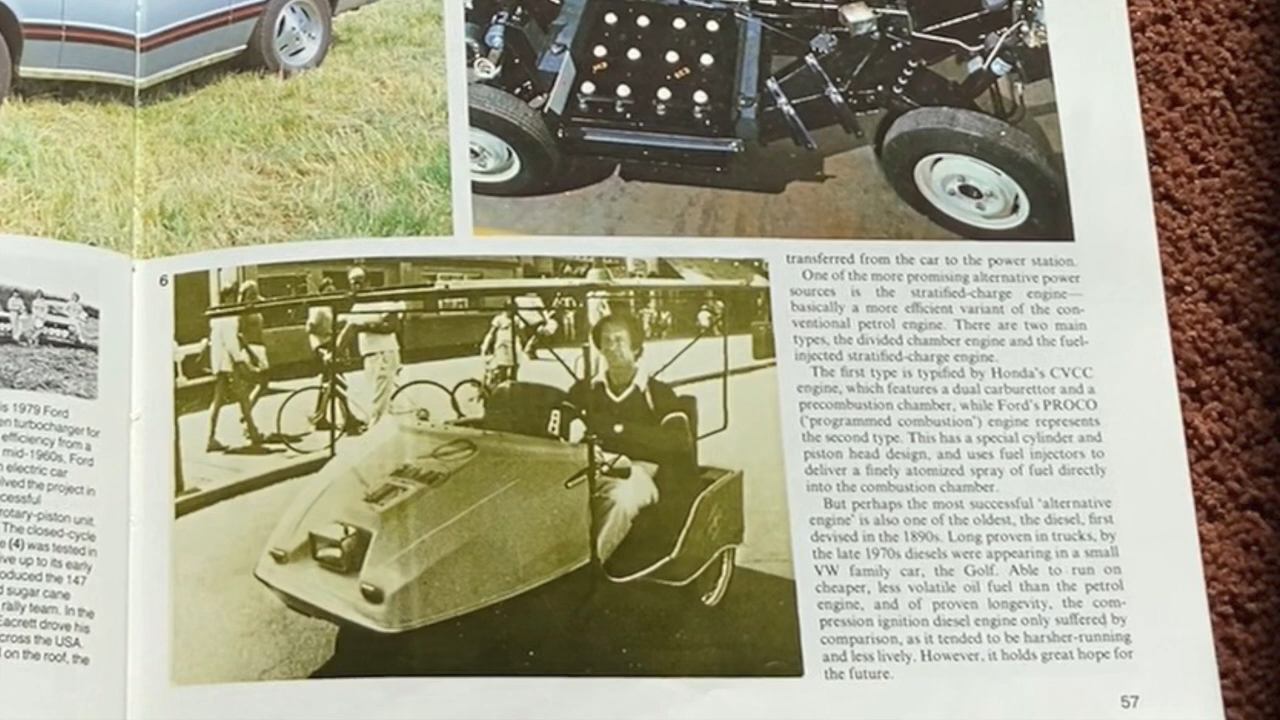 6
is 1979 Ford
en turbocharger for
efficiency from a
mid-1960s, Ford
electric car
lved the project in
cessful
rotary-piston unit.
The closed-cycle
e (4) was tested in
ive up to its early
oduced the 147
d sugar cane
rally team. In the
Eacrett drove his
cross the USA.
on the roof, the
transferred from the car to the power station.
One of the more promising alternative power
sources is the stratified-charge engine—
basically a more efficient variant of the con-
ventional petrol engine. There are two main
types, the divided chamber engine and the fuel-
injected stratified-charge engine.
The first type is typified by Honda's CVCC
engine, which features a dual carburettor and a
precombustion chamber, while Ford's PROCO
('programmed combustion') engine represents
the second type. This has a special cylinder and
piston head design, and uses fuel injectors to
deliver a finely atomized spray of fuel directly
into the combustion chamber.
But perhaps the most successful 'alternative
engine' is also one of the oldest, the diesel, first
devised in the 1890s. Long proven in trucks, by
the late 1970s diesels were appearing in a small
VW family car, the Golf. Able to run on
cheaper, less volatile oil fuel than the petrol
engine, and of proven longevity, the com-
pression ignition diesel engine only suffered by
comparison, as it tended to be harsher-running
and less lively. However, it holds great hope for
the future.
57